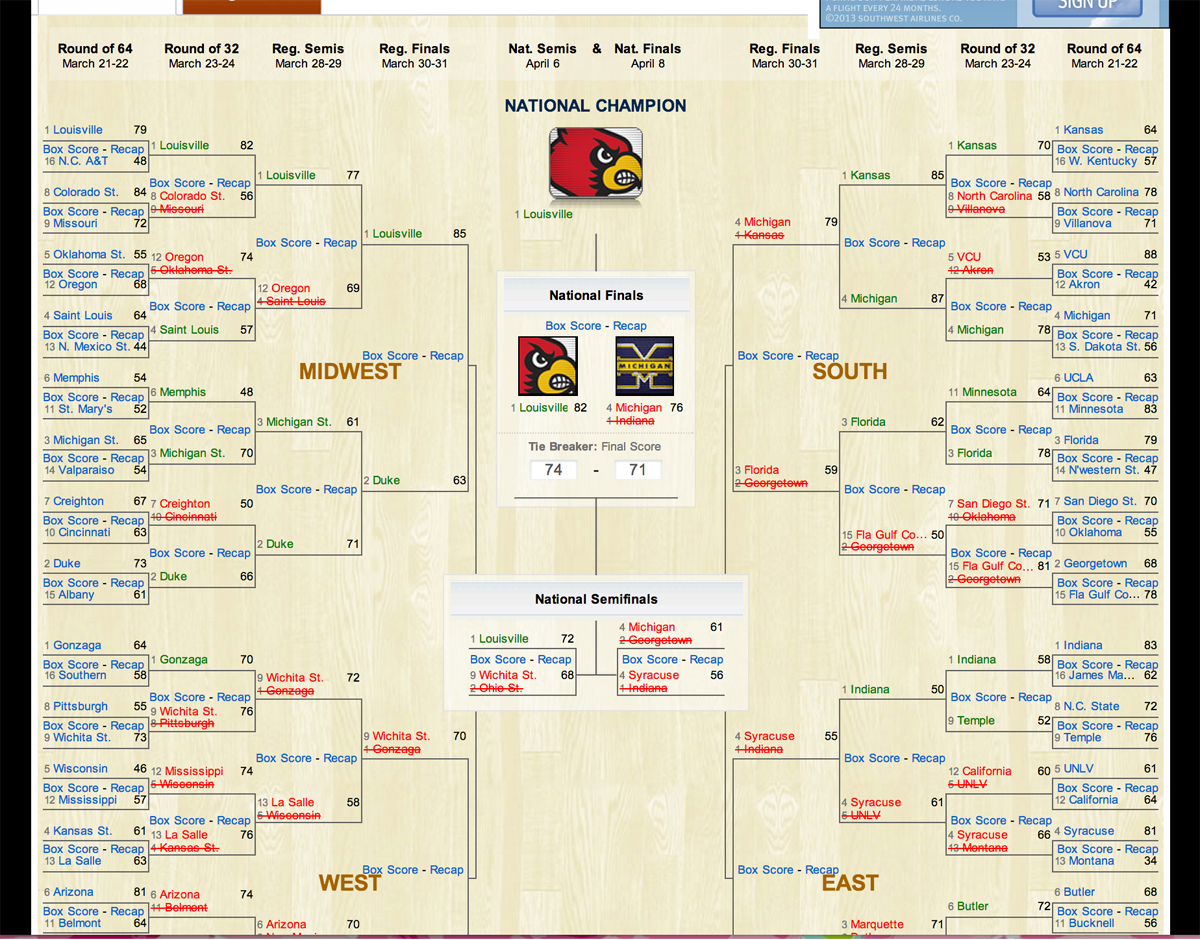 A FLIGHT EVERY 24 MONTHS.
©2013 SOUTHWEST AIRLINES CO.
SIGN UP
Round of 64 Round of 32 Reg. Semis Reg. Finals Nat. Semis & Nat. Finals Reg. Finals Reg. Semis Round of 32 Round of 64
March 21-22 March 23-24 March 28-29 March 30-31 April 6 April 8 March 30-31 March 28-29 March 23-24 March 21-22
NATIONAL CHAMPION
1 Louisville
National Finals
Box Score - Recap
MICHIGAN
1 Louisville 82 4 Michigan 76
1 Indiana
Tie Breaker: Final Score
74 - 71
National Semifinals
1 Louisville 72
Box Score - Recap
9 Wichita St. 68
2 Ohio St.
4 Michigan 61
2 Georgetown
Box Score - Recap
4 Syracuse 56
1 Indiana
MIDWEST
1 Louisville 79
Box Score - Recap
16 N.C. A&T 48
8 Colorado St. 84
Box Score - Recap
9 Missouri 72
5 Oklahoma St. 55
Box Score - Recap
12 Oregon 68
4 Saint Louis 64
Box Score - Recap
13 N. Mexico St. 44
6 Memphis 54
Box Score - Recap
11 St. Mary's 52
3 Michigan St. 65
Box Score - Recap
14 Valparaiso 54
7 Creighton 67
Box Score - Recap
10 Cincinnati 63
2 Duke 73
Box Score - Recap
15 Albany 61
1 Louisville 82
Box Score - Recap
8 Colorado St. 56
9 Missouri
12 Oregon 74
5 Oklahoma St.
Box Score - Recap
4 Saint Louis 57
6 Memphis 48
Box Score - Recap
3 Michigan St. 70
7 Creighton 50
10 Cincinnati
Box Score - Recap
2 Duke 66
1 Louisville 77
Box Score - Recap
12 Oregon 69
4 Saint Louis
3 Michigan St. 61
Box Score - Recap
2 Duke 71
1 Louisville 85
Box Score - Recap
2 Duke 63
WEST
1 Gonzaga 64
Box Score - Recap
16 Southern 58
8 Pittsburgh 55
Box Score - Recap
9 Wichita St. 73
5 Wisconsin 46
Box Score - Recap
12 Mississippi 57
4 Kansas St. 61
Box Score - Recap
13 La Salle 63
6 Arizona 81
Box Score - Recap
11 Belmont 64
1 Gonzaga 70
Box Score - Recap
9 Wichita St. 76
8 Pittsburgh
12 Mississippi 74
5 Wisconsin
Box Score - Recap
13 La Salle 76
4 Kansas St.
6 Arizona 74
11 Belmont
9 Wichita St. 72
1 Gonzaga
Box Score - Recap
13 La Salle 58
5 Wisconsin
6 Arizona 70
9 Wichita St. 70
1 Gonzaga
Box Score - Recap
SOUTH
4 Michigan 79
1 Kansas
Box Score - Recap
3 Florida 59
2 Georgetown
1 Kansas 85
Box Score - Recap
4 Michigan 87
3 Florida 62
Box Score - Recap
15 Fla Gulf Co... 50
2 Georgetown
1 Kansas 70
Box Score - Recap
8 North Carolina 58
9 Villanova
5 VCU 53
12 Akron
Box Score - Recap
4 Michigan 78
11 Minnesota 64
Box Score - Recap
3 Florida 78
7 San Diego St. 71
10 Oklahoma
Box Score - Recap
15 Fla Gulf Co... 81
2 Georgetown
1 Kansas 64
Box Score - Recap
16 W. Kentucky 57
8 North Carolina 78
Box Score - Recap
9 Villanova 71
5 VCU 88
Box Score - Recap
12 Akron 42
4 Michigan 71
Box Score - Recap
13 S. Dakota St. 56
6 UCLA 63
Box Score - Recap
11 Minnesota 83
3 Florida 79
Box Score - Recap
14 N'western St. 47
7 San Diego St. 70
Box Score - Recap
10 Oklahoma 55
2 Georgetown 68
Box Score - Recap
15 Fla Gulf Co... 78
EAST
4 Syracuse 55
1 Indiana
Box Score - Recap
1 Indiana 50
Box Score - Recap
4 Syracuse 61
5 UNLV
3 Marquette 71
1 Indiana 58
Box Score - Recap
9 Temple 52
12 California 60
5 UNLV
Box Score - Recap
4 Syracuse 66
13 Montana
6 Butler 72
1 Indiana 83
Box Score - Recap
16 James Ma... 62
8 N.C. State 72
Box Score - Recap
9 Temple 76
5 UNLV 61
Box Score - Recap
12 California 64
4 Syracuse 81
Box Score - Recap
13 Montana 34
6 Butler 68
Box Score - Recap
11 Bucknell 56